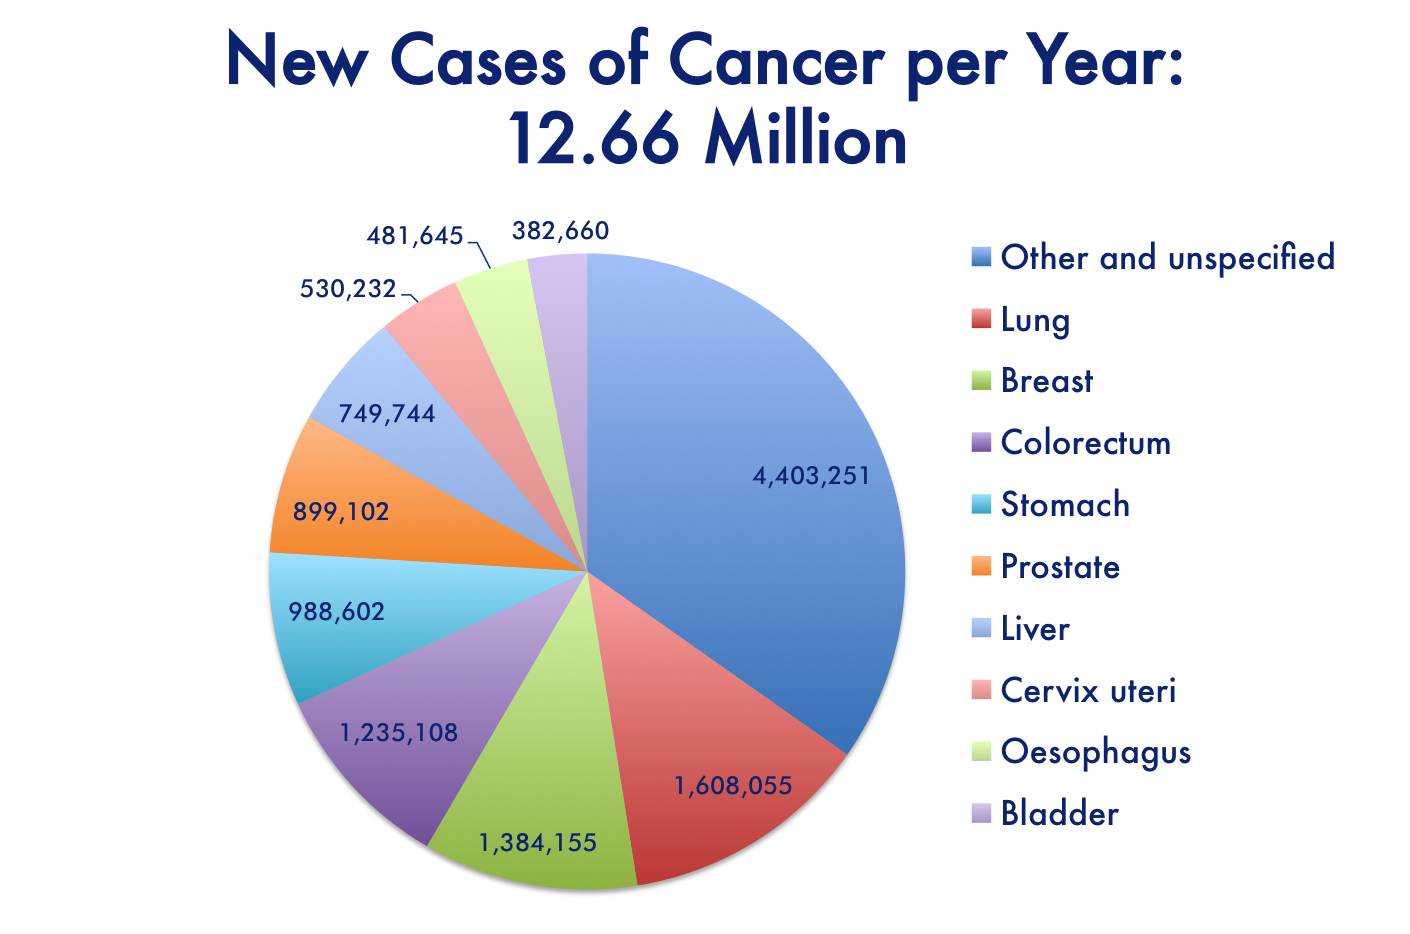 New Cases of Cancer per Year:
12.66 Million
382,660
481,645
530,232
749,744
4,403,251
899,102
988,602
1,235,108
1,608,055
1,384,155
Other and unspecified
Lung
Breast
Colorectum
Stomach
Prostate
Liver
Cervix uteri
Oesophagus
Bladder